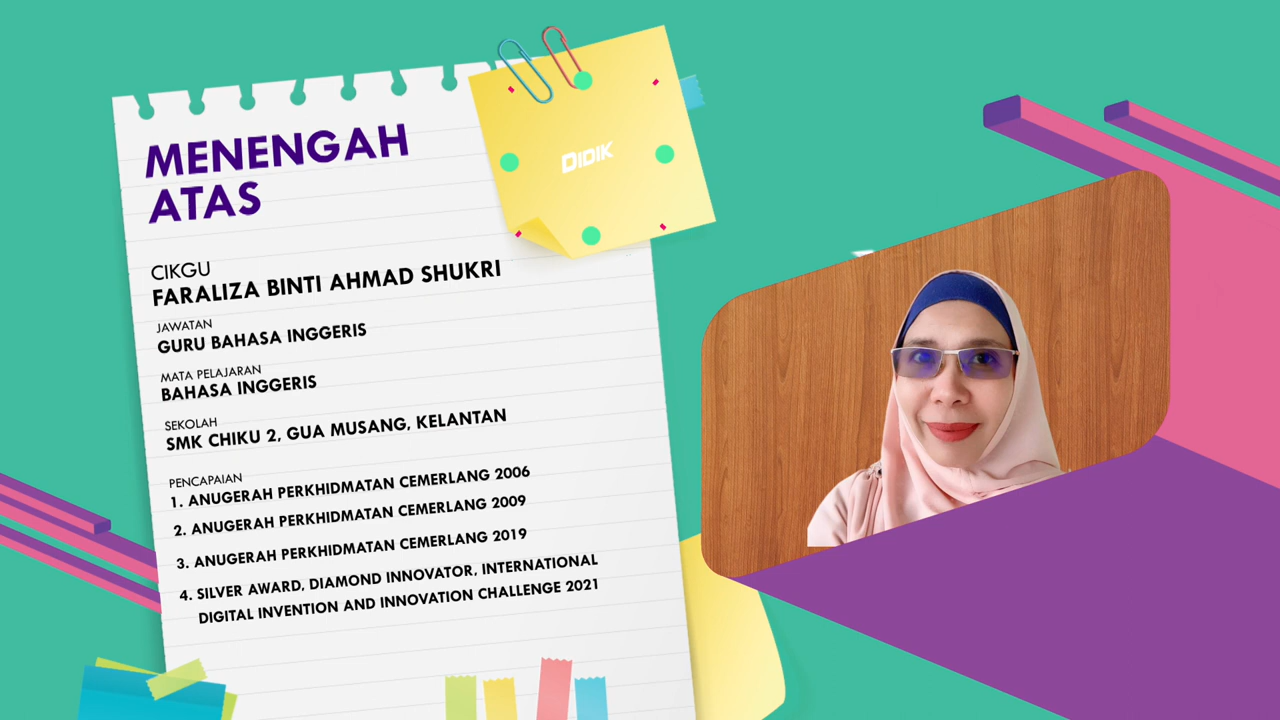 MENENGAH
ATAS
DIDIK
CIKGU
FARALIZA BINTI AHMAD SHUKRI
JAWATAN
GURU BAHASA INGGERIS
MATA PELAJARAN
BAHASA INGGERIS
SEKOLAH
SMK CHIKU 2, GUA MUSANG, KELANTAN
PENCAPAIAN
1. ANUGERAH PERKHIDMATAN CEMERLANG 2006
2. ANUGERAH PERKHIDMATAN CEMERLANG 2009
3. ANUGERAH PERKHIDMATAN CEMERLANG 2019
4. SILVER AWARD, DIAMOND INNOVATOR, INTERNATIONAL
DIGITAL INVENTION AND INNOVATION CHALLENGE 2021